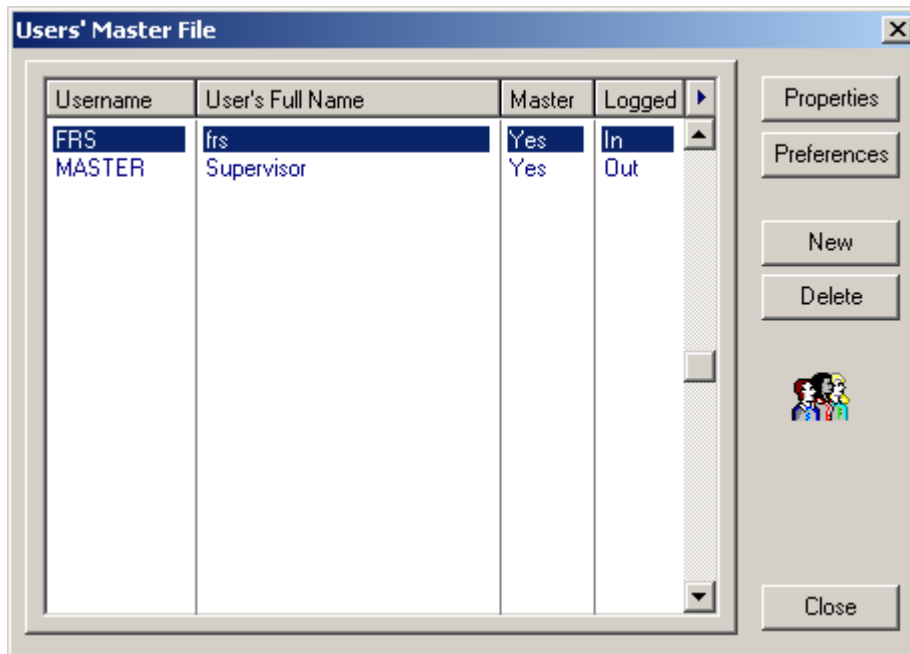 Users' Master File
Username User's Full Name Master Logged
FRS frs Yes In
MASTER Supervisor Yes Out
Properties
Preferences
New
Delete
Close